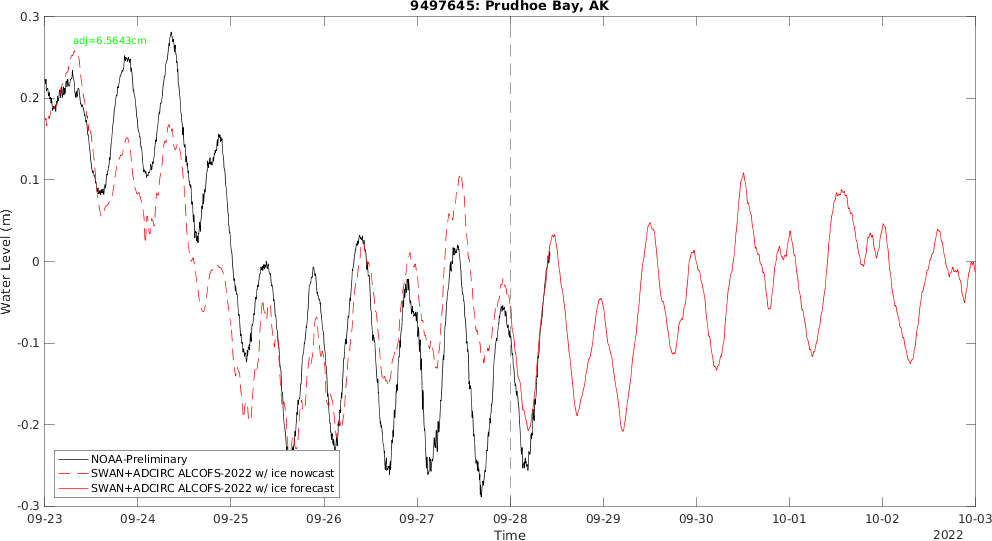 9497645: Prudhoe Bay, AK
adj=6.5643cm
0.3
0.2
0.1
0
-0.1
-0.2
-0.3
Water Level (m)
NOAA-Preliminary
SWAN+ADCIRC ALCOFS-2022 w/ ice nowcast
SWAN+ADCIRC ALCOFS-2022 w/ ice forecast
09-23 09-24 09-25 09-26 09-27 09-28 09-29 09-30 10-01 10-02 10-03
Time
2022